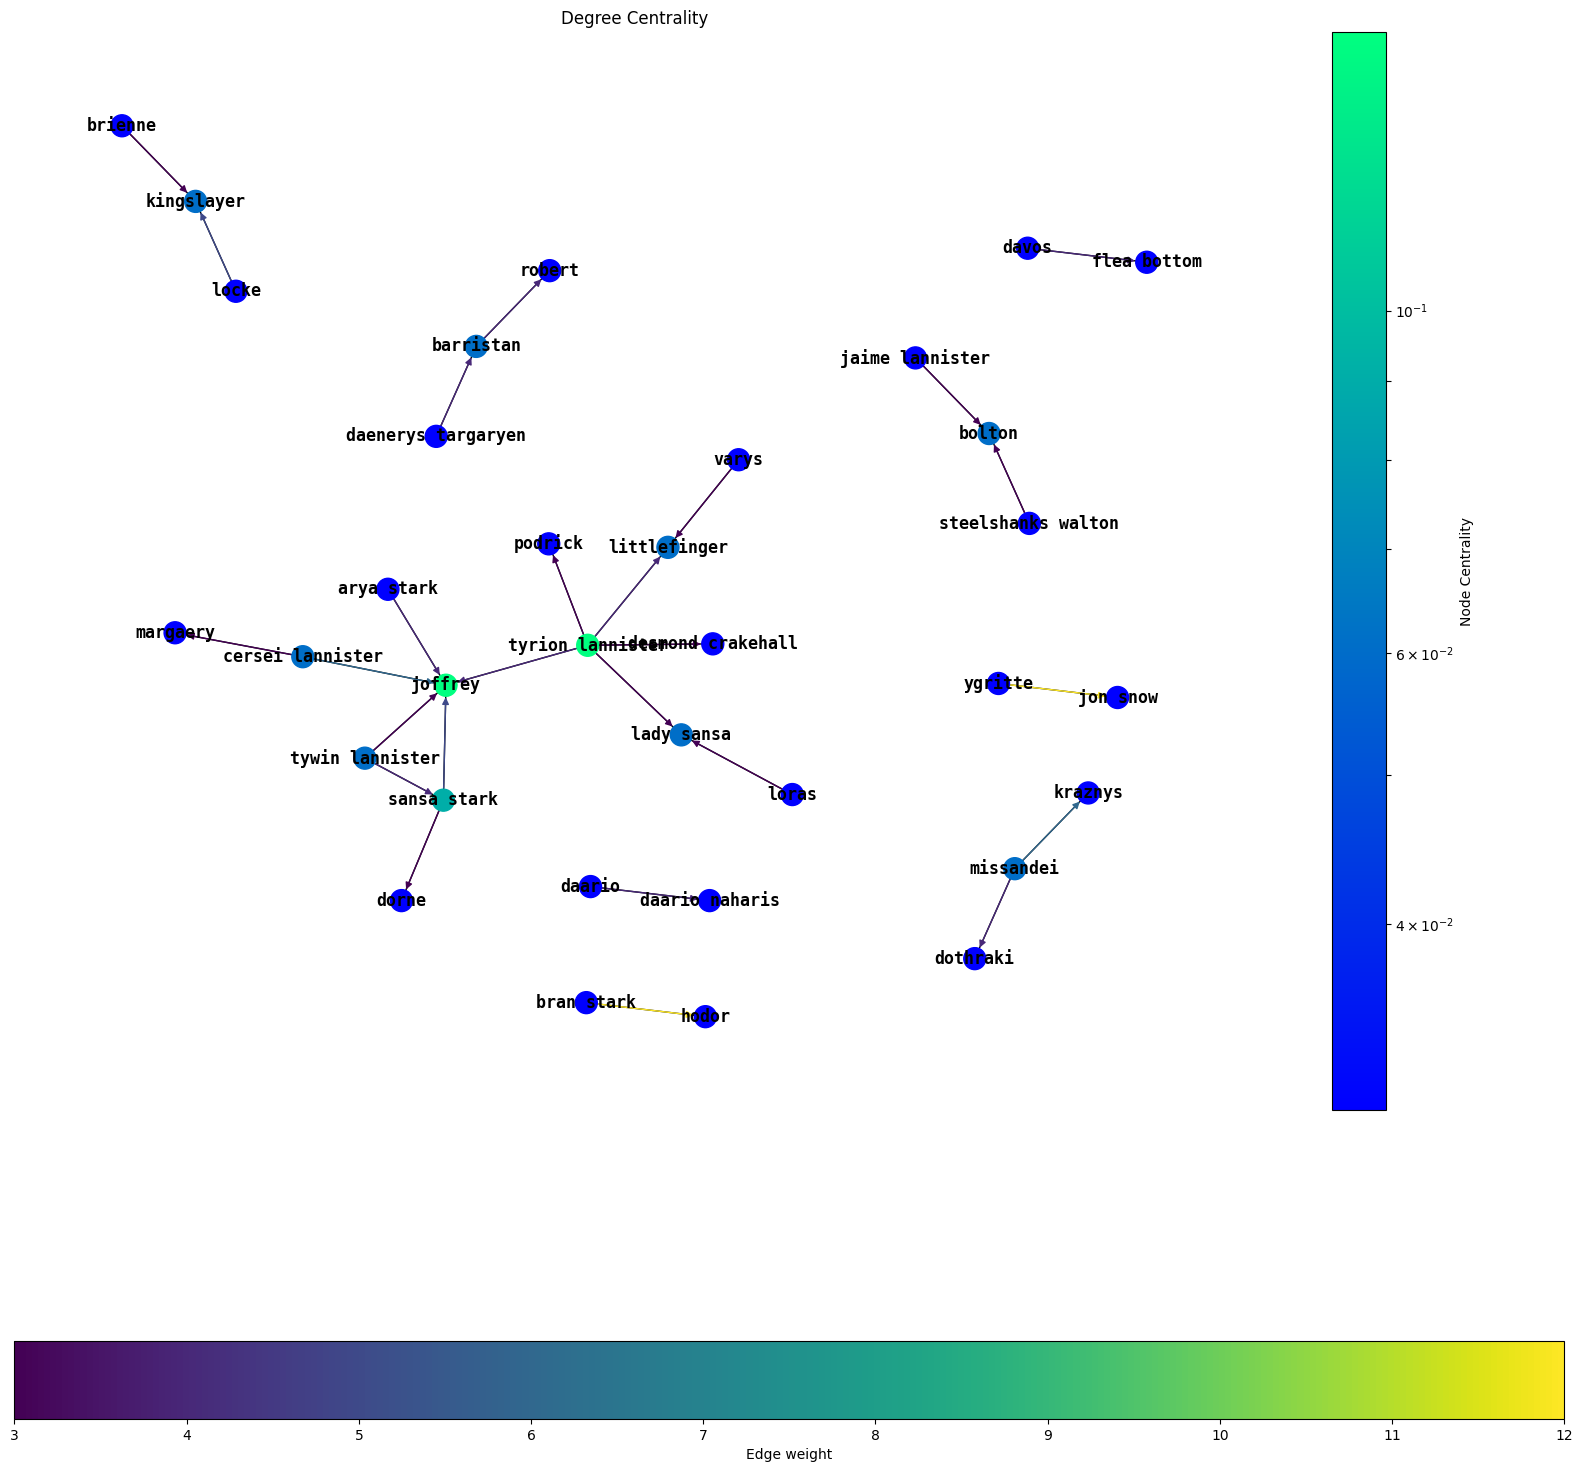 Degree Centrality
brienne
kingslayer
locke
robert
barristan
daenerys targaryen
davos
flea bottom
jaime lannister
bolton
steelshanks walton
varys
podrick
littlefinger
arya stark
margaery
cersei lannister
tyrion lannister
desmond crakehall
joffrey
lady sansa
tywin lannister
sansa stark
loras
dorne
ygritte
jon snow
kraznys
missandei
dothraki
daario
daario naharis
bran stark
hodor
10⁻¹
6 × 10⁻²
4 × 10⁻²
Node Centrality
3 4 5 6 7 8 9 10 11 12
Edge weight